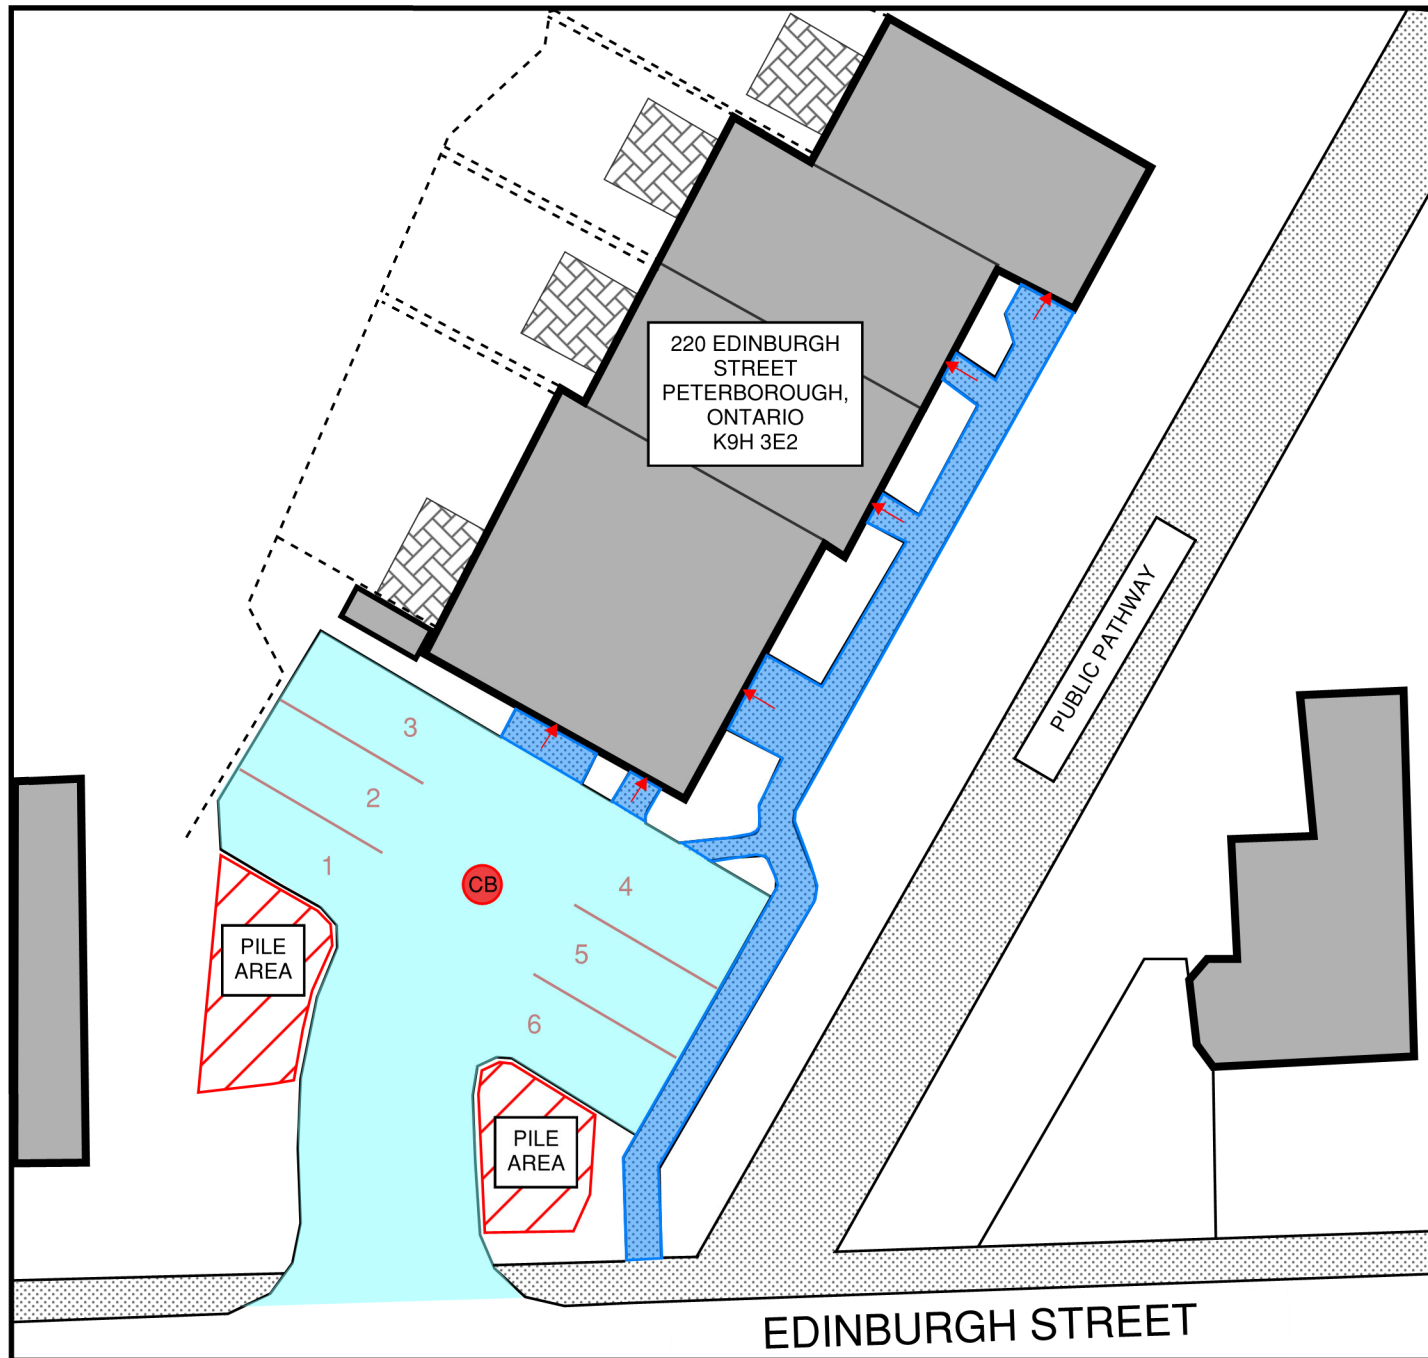 220 EDINBURGH
STREET
PETERBOROUGH,
ONTARIO
K9H 3E2
PUBLIC PATHWAY
3
2
1
CB
4
5
6
PILE
AREA
PILE
AREA
EDINBURGH STREET